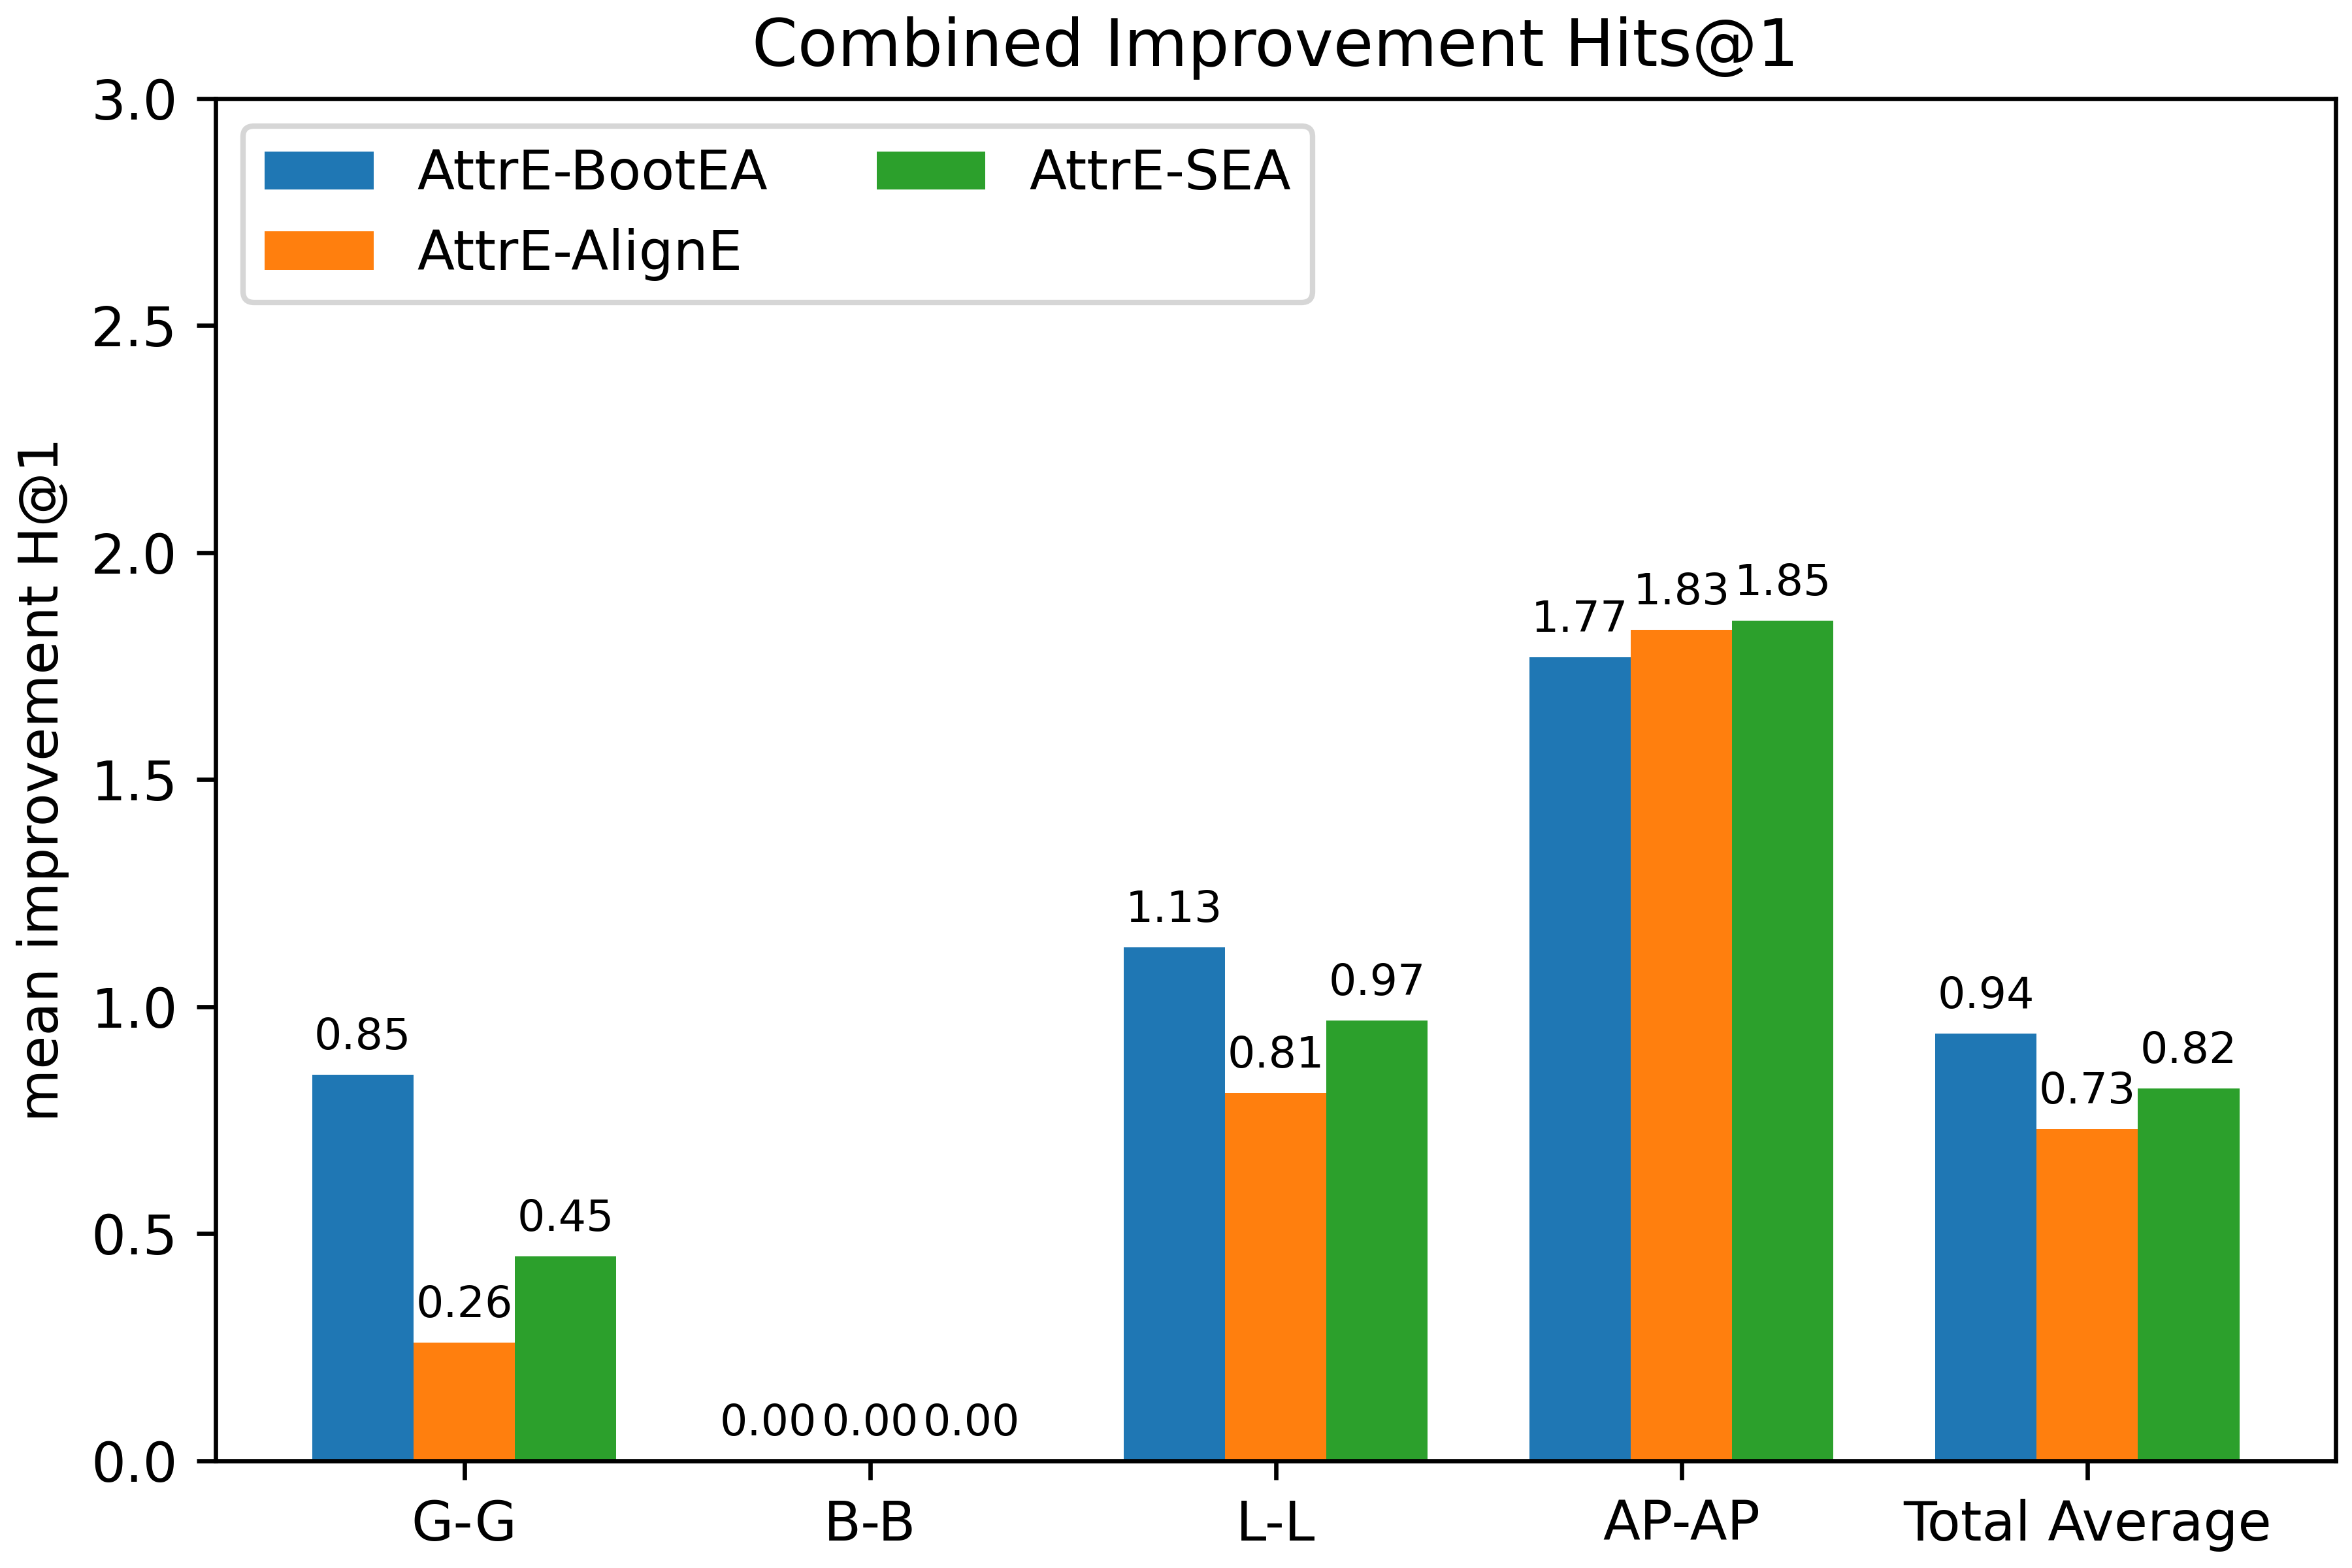 Combined Improvement Hits@1
mean improvement H@1
3.0
2.5
2.0
1.5
1.0
0.5
0.0
AttrE-BootEA
AttrE-AlignE
AttrE-SEA
0.85
0.26
0.45
0.00
0.00
0.00
1.13
0.81
0.97
1.77
1.83
1.85
0.94
0.73
0.82
G-G
B-B
L-L
AP-AP
Total Average